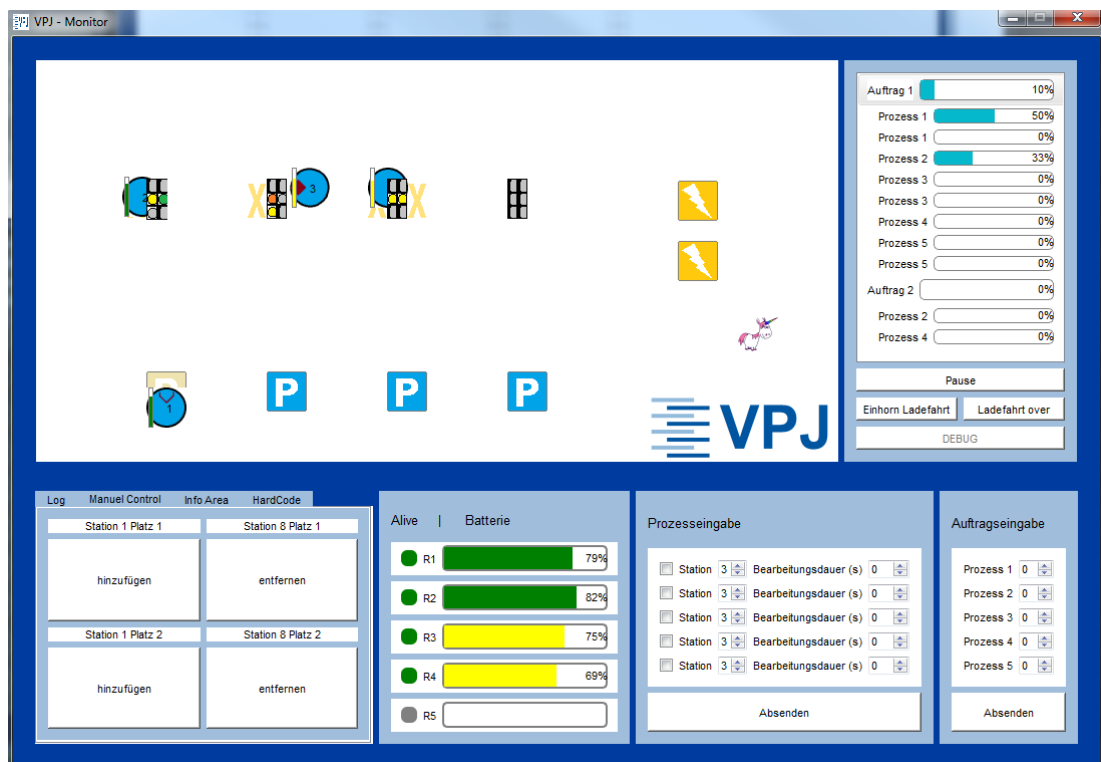 VPJ - Monitor
2
3
X
X
X
P
1
P
P
P
VPJ
Auftrag 1 10%
Prozess 1 50%
Prozess 1 0%
Prozess 2 33%
Prozess 3 0%
Prozess 3 0%
Prozess 4 0%
Prozess 5 0%
Prozess 5 0%
Auftrag 2 0%
Prozess 2 0%
Prozess 4 0%
Pause
Einhorn Ladefahrt Ladefahrt over
DEBUG
Log Manuel Control Info Area HardCode
Station 1 Platz 1 Station 8 Platz 1
hinzufügen entfernen
Station 1 Platz 2 Station 8 Platz 2
hinzufügen entfernen
Alive | Batterie
R1 79%
R2 82%
R3 75%
R4 69%
R5
Prozesseingabe
Station 3 Bearbeitungsdauer (s) 0
Station 3 Bearbeitungsdauer (s) 0
Station 3 Bearbeitungsdauer (s) 0
Station 3 Bearbeitungsdauer (s) 0
Station 3 Bearbeitungsdauer (s) 0
Absenden
Auftragseingabe
Prozess 1 0
Prozess 2 0
Prozess 3 0
Prozess 4 0
Prozess 5 0
Absenden